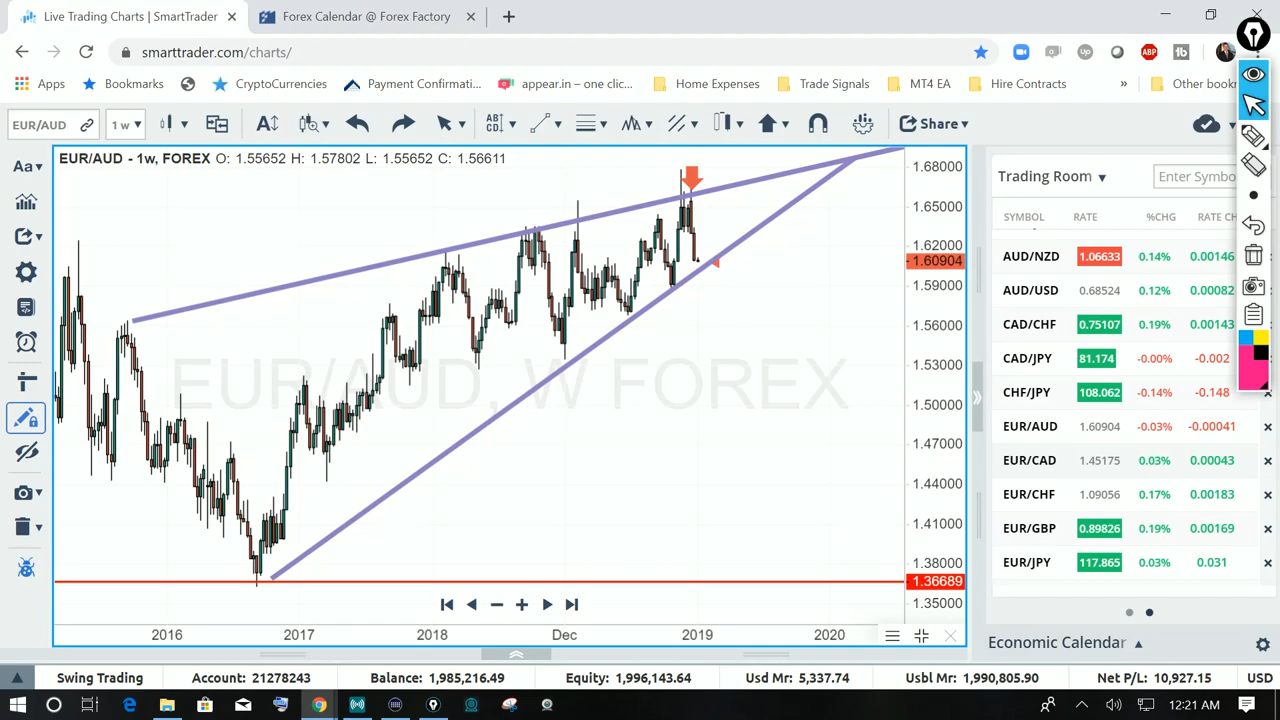 Live Trading Charts | SmartTrader
Forex Calendar @ Forex Factory
smarttrader.com/charts/
ABP
Apps
Bookmarks
CryptoCurrencies
Payment Confirmati...
appear.in – one clic...
Home Expenses
Trade Signals
MT4 EA
Hire Contracts
»
Other book
EUR/AUD
1 w
Share
Aa
EUR/AUD - 1w, FOREX O: 1.55652 H: 1.57802 L: 1.55652 C: 1.56611
EUR/AUD, W FOREX
1.68000
1.65000
1.62000
1.60904
1.59000
1.56000
1.53000
1.50000
1.47000
1.44000
1.41000
1.38000
1.36689
1.35000
2016 2017 2018 Dec 2019 2020
Trading Room
Enter Symbo
SYMBOL RATE %CHG RATE CH
AUD/NZD 1.06633 0.14% 0.00146
AUD/USD 0.68524 0.12% 0.00082
CAD/CHF 0.75107 0.19% 0.00143
CAD/JPY 81.174 -0.00% -0.002
CHF/JPY 108.062 -0.14% -0.148
EUR/AUD 1.60904 -0.03% -0.00041
EUR/CAD 1.45175 0.03% 0.00043
EUR/CHF 1.09056 0.17% 0.00183
EUR/GBP 0.89826 0.19% 0.00169
EUR/JPY 117.865 0.03% 0.031
Economic Calendar
Swing Trading Account: 21278243 Balance: 1,985,216.49 Equity: 1,996,143.64 Usd Mr: 5,337.74 Usbl Mr: 1,990,805.90 Net P/L: 10,927.15 USD
12:21 AM